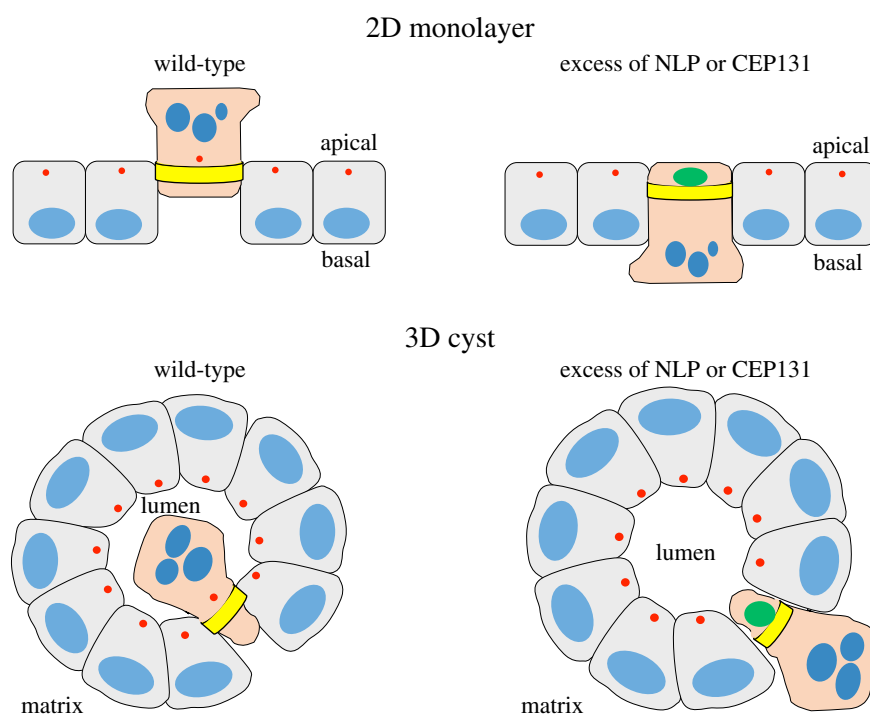 2D monolayer
wild-type
excess of NLP or CEP131
apical
basal
apical
basal
3D cyst
wild-type
excess of NLP or CEP131
lumen
matrix
lumen
matrix